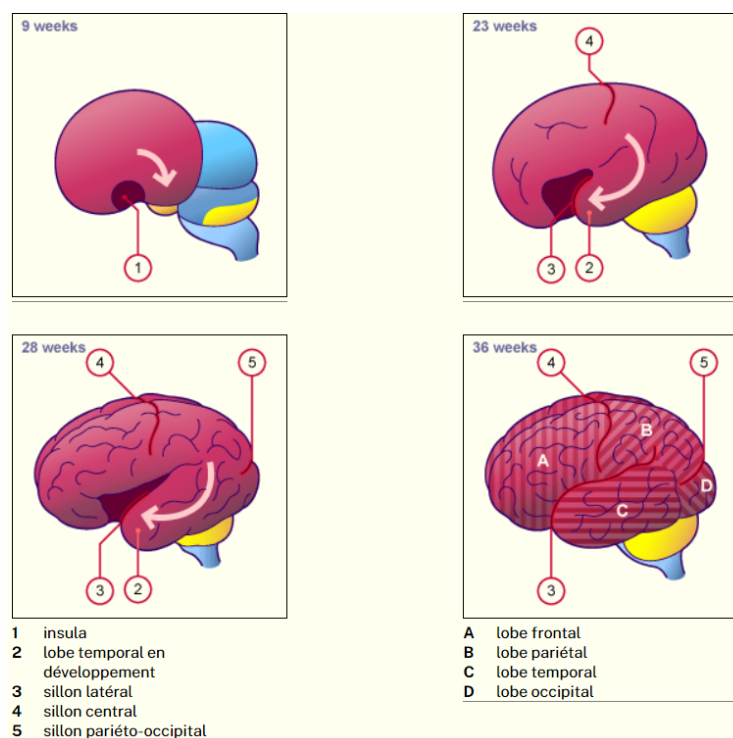 9 weeks
1
23 weeks
4
3
2
28 weeks
4
5
3
2
36 weeks
4
5
A
B
C
D
3
1 insula
2 lobe temporal en
développement
3 sillon latéral
4 sillon central
5 sillon pariéto-occipital
A lobe frontal
B lobe pariétal
C lobe temporal
D lobe occipital